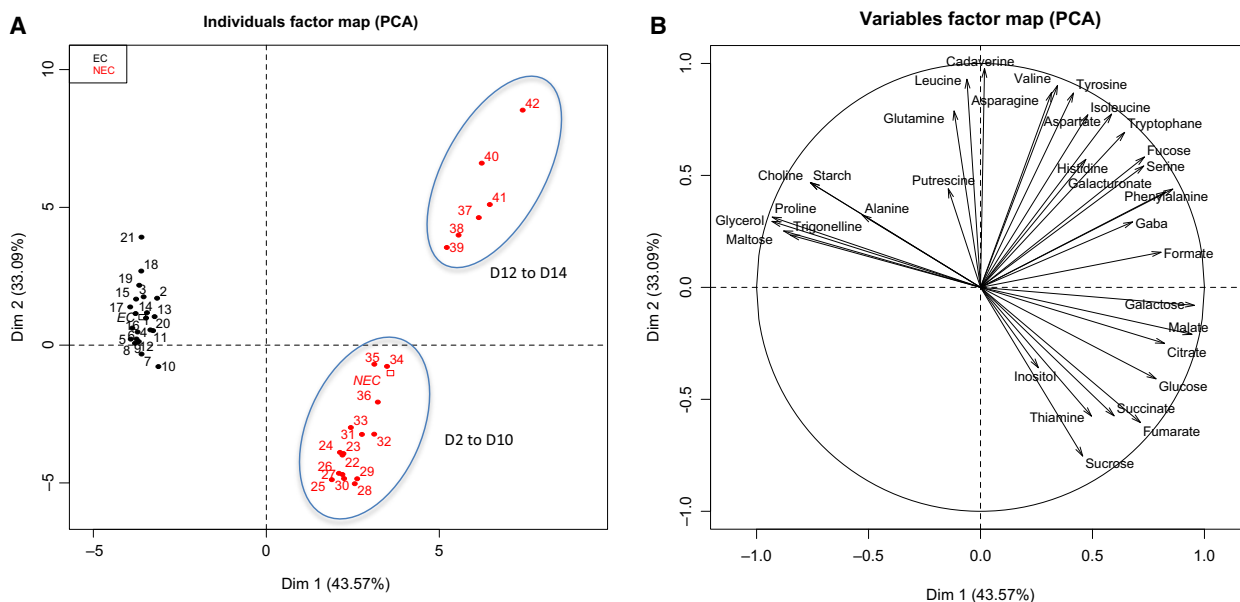 A
Individuals factor map (PCA)
EC
NEC
10
5
0
−5
Dim 2 (33.09%)
−5
0
5
Dim 1 (43.57%)
42
40
41
37
38
39
D12 to D14
21
18
19
3
2
15
17
14
13
EC
1
16
20
6
4
11
5
12
8
9
7
10
35
34
NEC
36
33
31
32
D2 to D10
24
23
22
26
27
29
25
30
28
B
Variables factor map (PCA)
1.0
0.5
0.0
−0.5
−1.0
Dim 2 (33.09%)
−1.0
−0.5
0.0
0.5
1.0
Dim 1 (43.57%)
Cadaverine
Leucine
Valine
Tyrosine
Asparagine
Isoleucine
Glutamine
Aspartate
Tryptophane
Fucose
Histidine
Serine
Choline
Starch
Putrescine
Galacturonate
Phenylalanine
Proline
Alanine
Glycerol
Trigonelline
Gaba
Maltose
Formate
Galactose
Malate
Citrate
Inositol
Glucose
Thiamine
Succinate
Fumarate
Sucrose